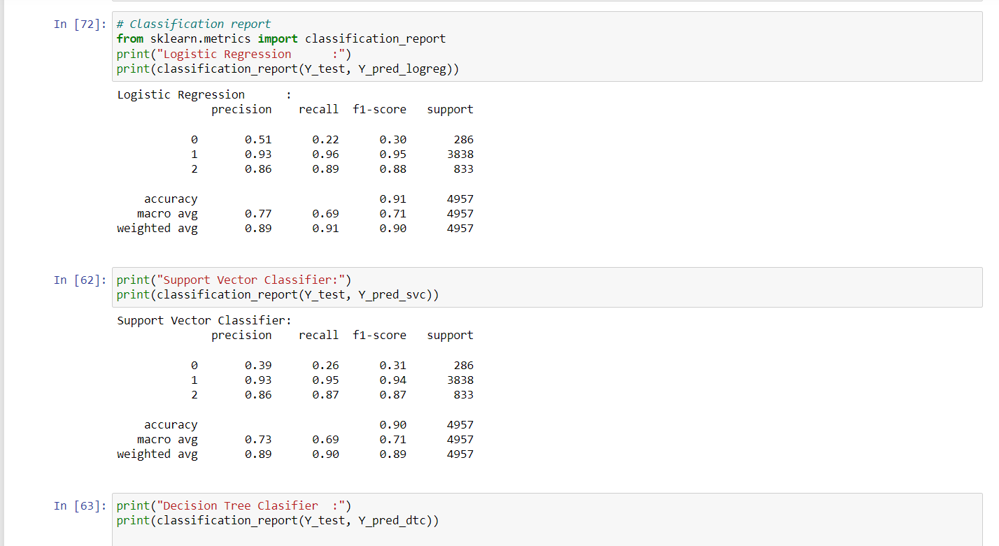 In [72]: # Classification report
from sklearn.metrics import classification_report
print("Logistic Regression      :")
print(classification_report(Y_test, Y_pred_logreg))
Logistic Regression      :
              precision    recall  f1-score   support
           0       0.51      0.22      0.30       286
           1       0.93      0.96      0.95      3838
           2       0.86      0.89      0.88       833
    accuracy                           0.91      4957
   macro avg       0.77      0.69      0.71      4957
weighted avg       0.89      0.91      0.90      4957
In [62]: print("Support Vector Classifier:")
print(classification_report(Y_test, Y_pred_svc))
Support Vector Classifier:
              precision    recall  f1-score   support
           0       0.39      0.26      0.31       286
           1       0.93      0.95      0.94      3838
           2       0.86      0.87      0.87       833
    accuracy                           0.90      4957
   macro avg       0.73      0.69      0.71      4957
weighted avg       0.89      0.90      0.89      4957
In [63]: print("Decision Tree Clasifier  :")
print(classification_report(Y_test, Y_pred_dtc))